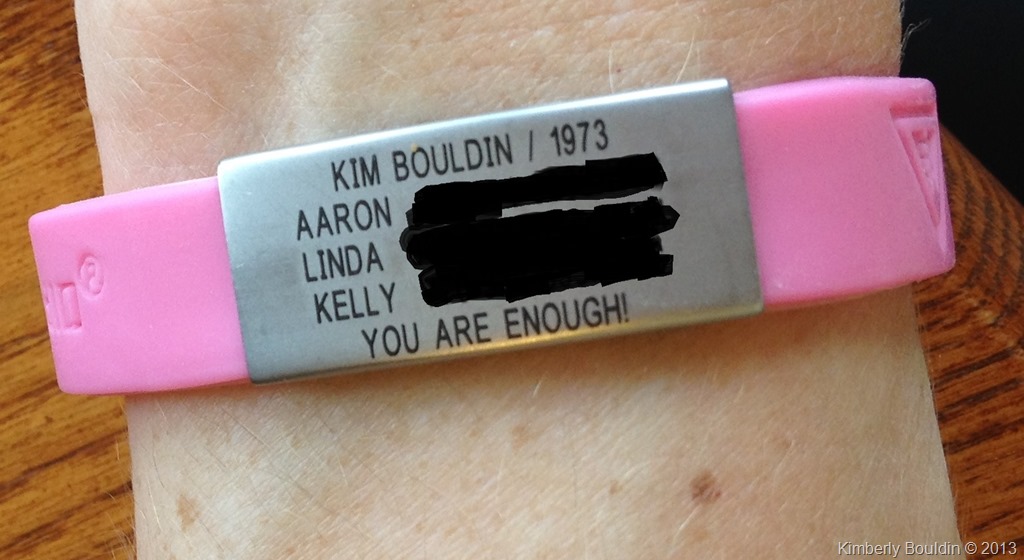 KIM BOULDIN / 1973
AARON
LINDA
KELLY
YOU ARE ENOUGH!
D®
Kimberly Bouldin © 2013